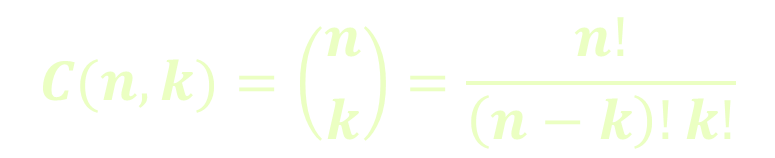 C(n, k) = (n k) = n! / (n − k)! k!